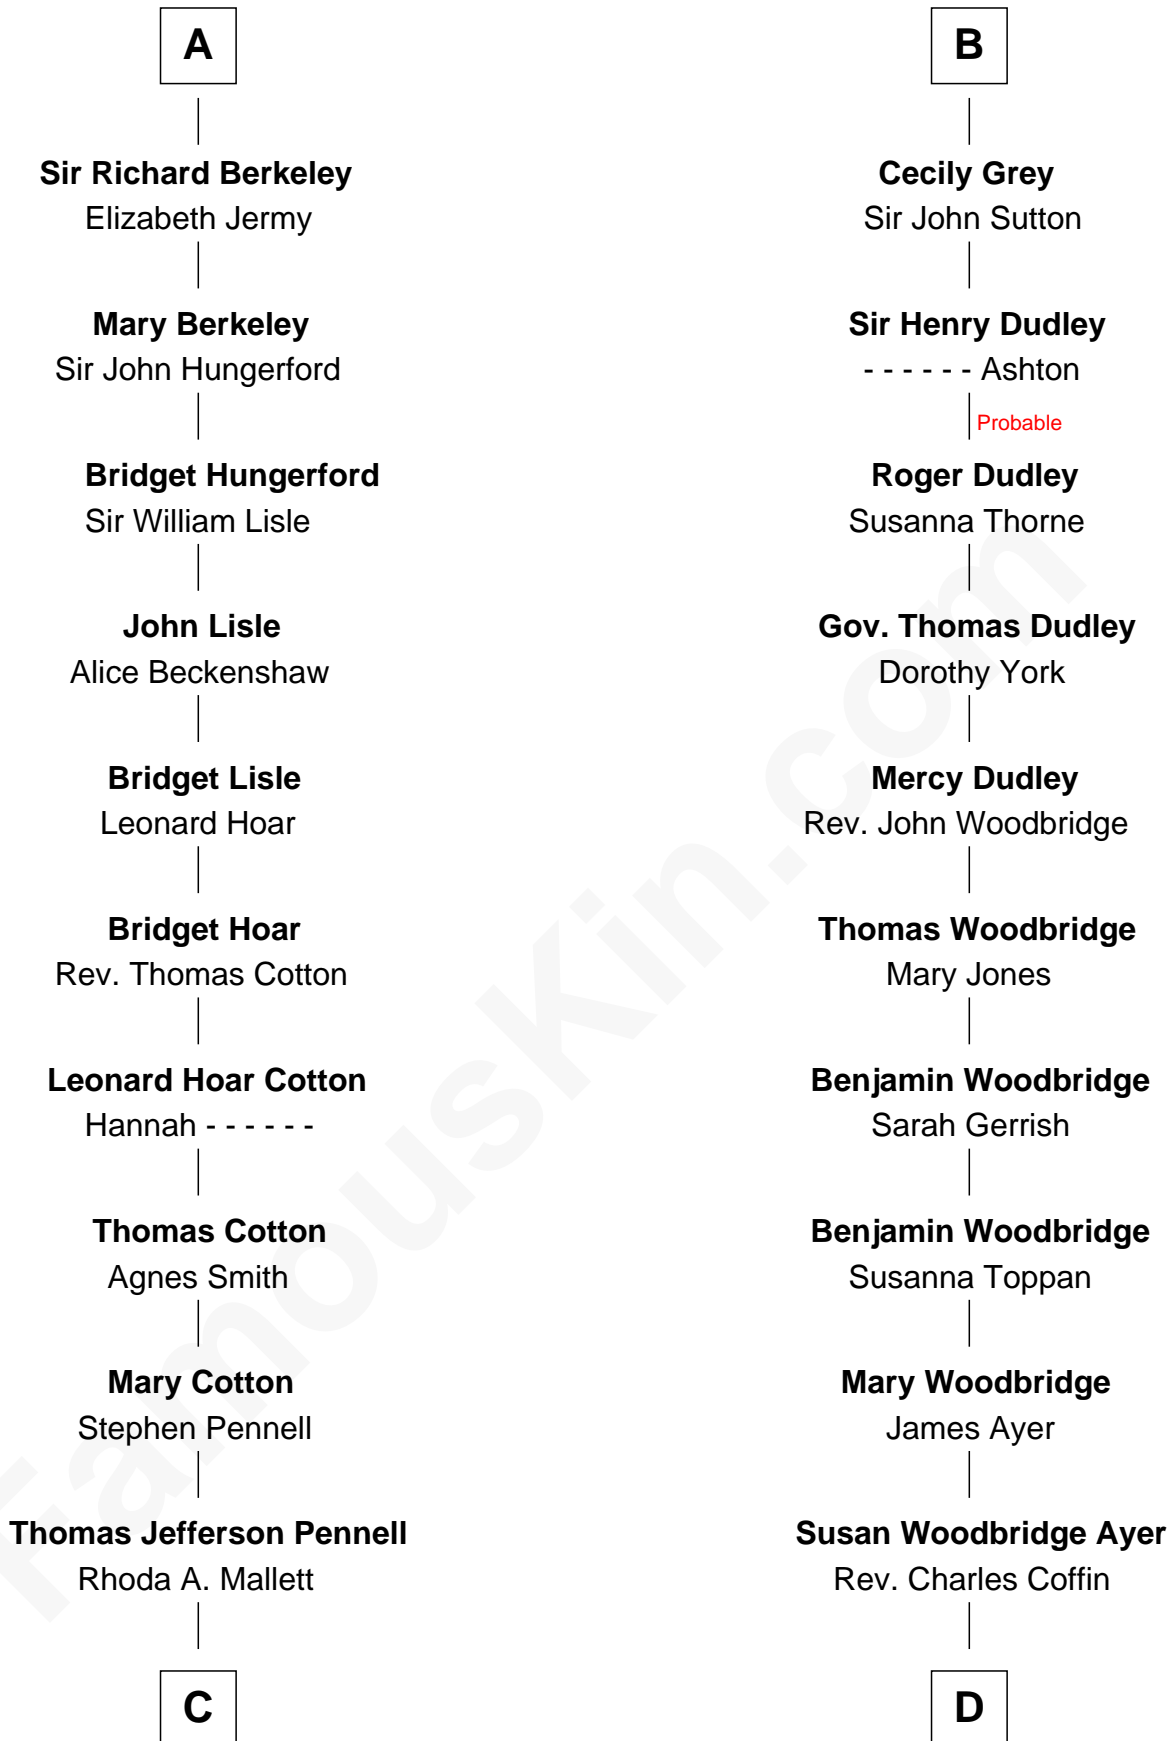 A
Sir Richard Berkeley
Elizabeth Jermy
Mary Berkeley
Sir John Hungerford
Bridget Hungerford
Sir William Lisle
John Lisle
Alice Beckenshaw
Bridget Lisle
Leonard Hoar
Bridget Hoar
Rev. Thomas Cotton
Leonard Hoar Cotton
Hannah - - - - - -
Thomas Cotton
Agnes Smith
Mary Cotton
Stephen Pennell
Thomas Jefferson Pennell
Rhoda A. Mallett
C
B
Cecily Grey
Sir John Sutton
Sir Henry Dudley
- - - - - - Ashton
Probable
Roger Dudley
Susanna Thorne
Gov. Thomas Dudley
Dorothy York
Mercy Dudley
Rev. John Woodbridge
Thomas Woodbridge
Mary Jones
Benjamin Woodbridge
Sarah Gerrish
Benjamin Woodbridge
Susanna Toppan
Mary Woodbridge
James Ayer
Susan Woodbridge Ayer
Rev. Charles Coffin
D
FamousKin.com